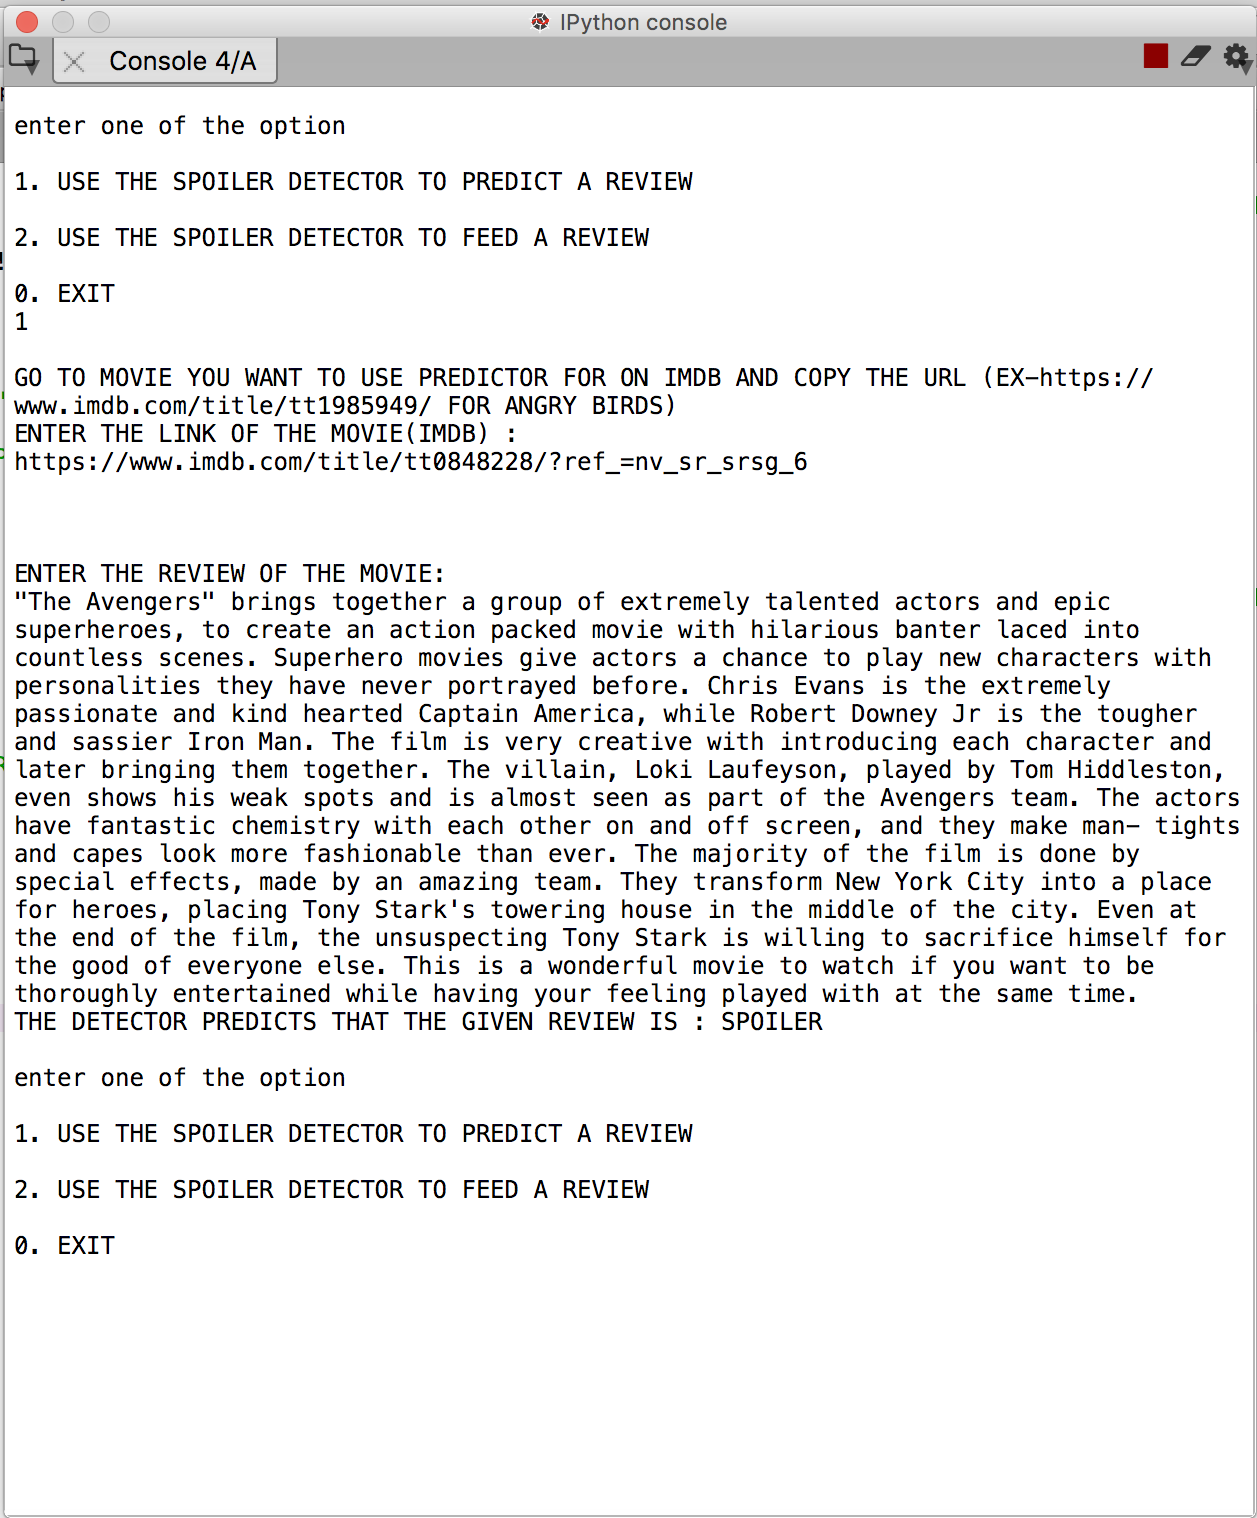 IPython console
Console 4/A
enter one of the option
1. USE THE SPOILER DETECTOR TO PREDICT A REVIEW
2. USE THE SPOILER DETECTOR TO FEED A REVIEW
0. EXIT
1
GO TO MOVIE YOU WANT TO USE PREDICTOR FOR ON IMDB AND COPY THE URL (EX-https://
www.imdb.com/title/tt1985949/ FOR ANGRY BIRDS)
ENTER THE LINK OF THE MOVIE(IMDB) :
https://www.imdb.com/title/tt0848228/?ref_=nv_sr_srsg_6
ENTER THE REVIEW OF THE MOVIE:
"The Avengers" brings together a group of extremely talented actors and epic
superheroes, to create an action packed movie with hilarious banter laced into
countless scenes. Superhero movies give actors a chance to play new characters with
personalities they have never portrayed before. Chris Evans is the extremely
passionate and kind hearted Captain America, while Robert Downey Jr is the tougher
and sassier Iron Man. The film is very creative with introducing each character and
later bringing them together. The villain, Loki Laufeyson, played by Tom Hiddleston,
even shows his weak spots and is almost seen as part of the Avengers team. The actors
have fantastic chemistry with each other on and off screen, and they make man- tights
and capes look more fashionable than ever. The majority of the film is done by
special effects, made by an amazing team. They transform New York City into a place
for heroes, placing Tony Stark's towering house in the middle of the city. Even at
the end of the film, the unsuspecting Tony Stark is willing to sacrifice himself for
the good of everyone else. This is a wonderful movie to watch if you want to be
thoroughly entertained while having your feeling played with at the same time.
THE DETECTOR PREDICTS THAT THE GIVEN REVIEW IS : SPOILER
enter one of the option
1. USE THE SPOILER DETECTOR TO PREDICT A REVIEW
2. USE THE SPOILER DETECTOR TO FEED A REVIEW
0. EXIT